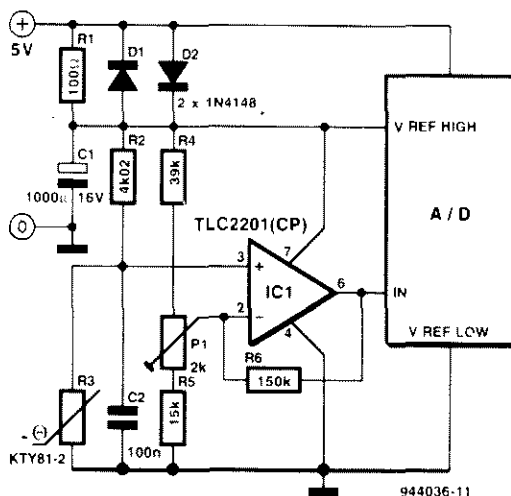 +
5V
R1
100Ω
D1
D2
2 x 1N4148
C1
1000µ 16V
0
R2
4k02
R4
39k
V REF HIGH
A / D
TLC2201(CP)
3
+
7
IC1
6
IN
2
-
4
V REF LOW
P1
2k
R6
150k
R3
-(-)
KTY81-2
C2
100n
R5
15k
944036-11